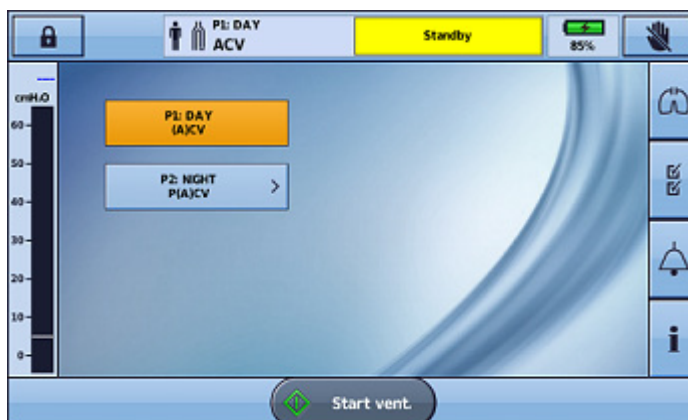 P1: DAY
ACV
Standby
85%
---
cmH₂O
60
50
40
30
20
10
0
P1: DAY
(A)CV
P2: NIGHT
P(A)CV
Start vent.